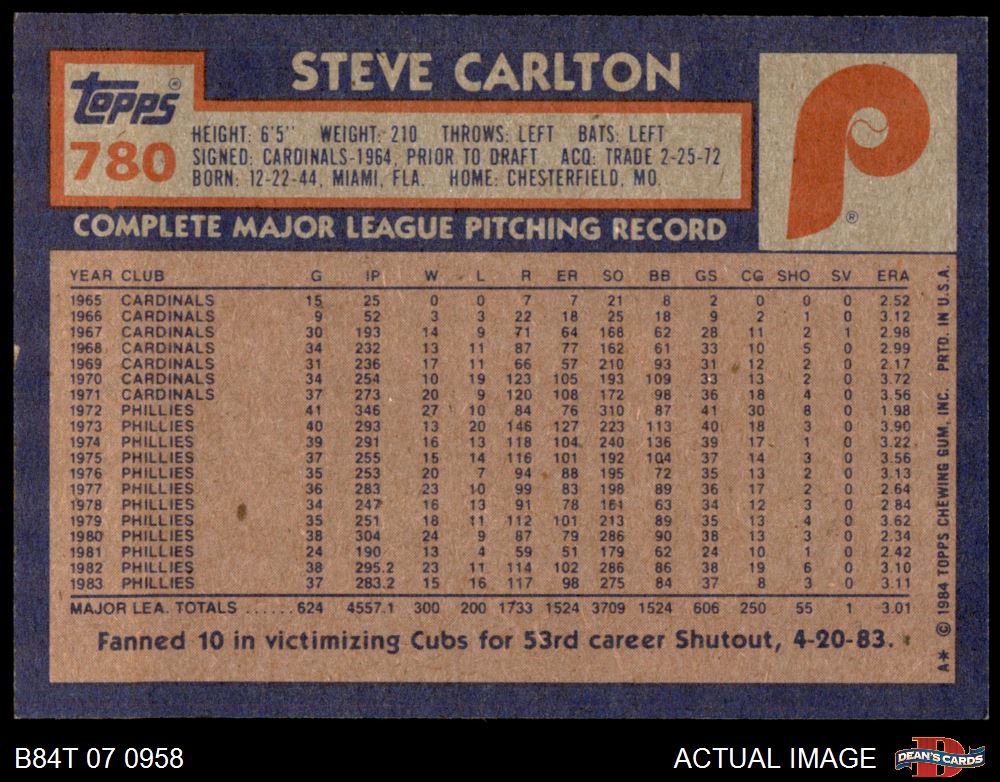 STEVE CARLTON
Topps®
780
HEIGHT: 6'5" WEIGHT: 210 THROWS: LEFT BATS: LEFT
SIGNED: CARDINALS-1964, PRIOR TO DRAFT ACQ: TRADE 2-25-72
BORN: 12-22-44, MIAMI, FLA. HOME: CHESTERFIELD, MO.
P
®
COMPLETE MAJOR LEAGUE PITCHING RECORD
YEAR CLUB G IP W L R ER SO BB GS CG SHO SV ERA
1965 CARDINALS 15 25 0 0 7 7 21 8 2 0 0 0 2.52
1966 CARDINALS 9 52 3 3 22 18 25 18 9 2 1 0 3.12
1967 CARDINALS 30 193 14 9 71 64 168 62 28 11 2 1 2.98
1968 CARDINALS 34 232 13 11 87 77 162 61 33 10 5 0 2.99
1969 CARDINALS 31 236 17 11 66 57 210 93 31 12 2 0 2.17
1970 CARDINALS 34 254 10 19 123 105 193 109 33 13 2 0 3.72
1971 CARDINALS 37 273 20 9 120 108 172 98 36 18 4 0 3.56
1972 PHILLIES 41 346 27 10 84 76 310 87 41 30 8 0 1.98
1973 PHILLIES 40 293 13 20 146 127 223 113 40 18 3 0 3.90
1974 PHILLIES 39 291 16 13 118 104 240 136 39 17 1 0 3.22
1975 PHILLIES 37 255 15 14 116 101 192 104 37 14 3 0 3.56
1976 PHILLIES 35 253 20 7 94 88 195 72 35 13 2 0 3.13
1977 PHILLIES 36 283 23 10 99 83 198 89 36 17 2 0 2.64
1978 PHILLIES 34 247 16 13 91 78 161 63 34 12 3 0 2.84
1979 PHILLIES 35 251 18 11 112 101 213 89 35 13 4 0 3.62
1980 PHILLIES 38 304 24 9 87 79 286 90 38 13 3 0 2.34
1981 PHILLIES 24 190 13 4 59 51 179 62 24 10 1 0 2.42
1982 PHILLIES 38 295.2 23 11 114 102 286 86 38 19 6 0 3.10
1983 PHILLIES 37 283.2 15 16 117 98 275 84 37 8 3 0 3.11
MAJOR LEA. TOTALS ...... 624 4557.1 300 200 1733 1524 3709 1524 606 250 55 1 3.01
Fanned 10 in victimizing Cubs for 53rd career Shutout, 4-20-83.
A* © 1984 TOPPS CHEWING GUM, INC. PRTD. IN U.S.A.
B84T 07 0958
ACTUAL IMAGE
D
DEAN'S CARDS